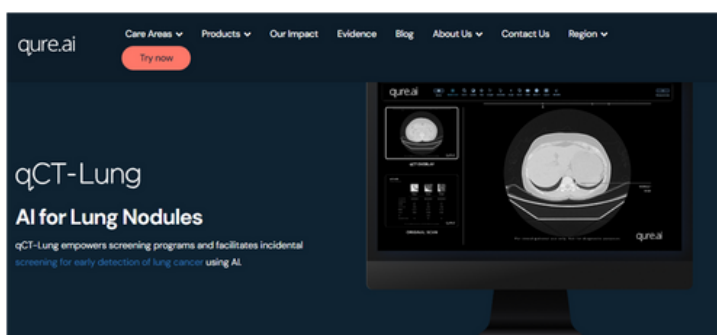 qure.ai
Care Areas
Products
Our Impact
Evidence
Blog
About Us
Contact Us
Region
Try now
qCT-Lung
AI for Lung Nodules
qCT-Lung empowers screening programs and facilitates incidental
screening for early detection of lung cancer using AI.
qure.ai
ORIGINAL SCAN
qure.ai